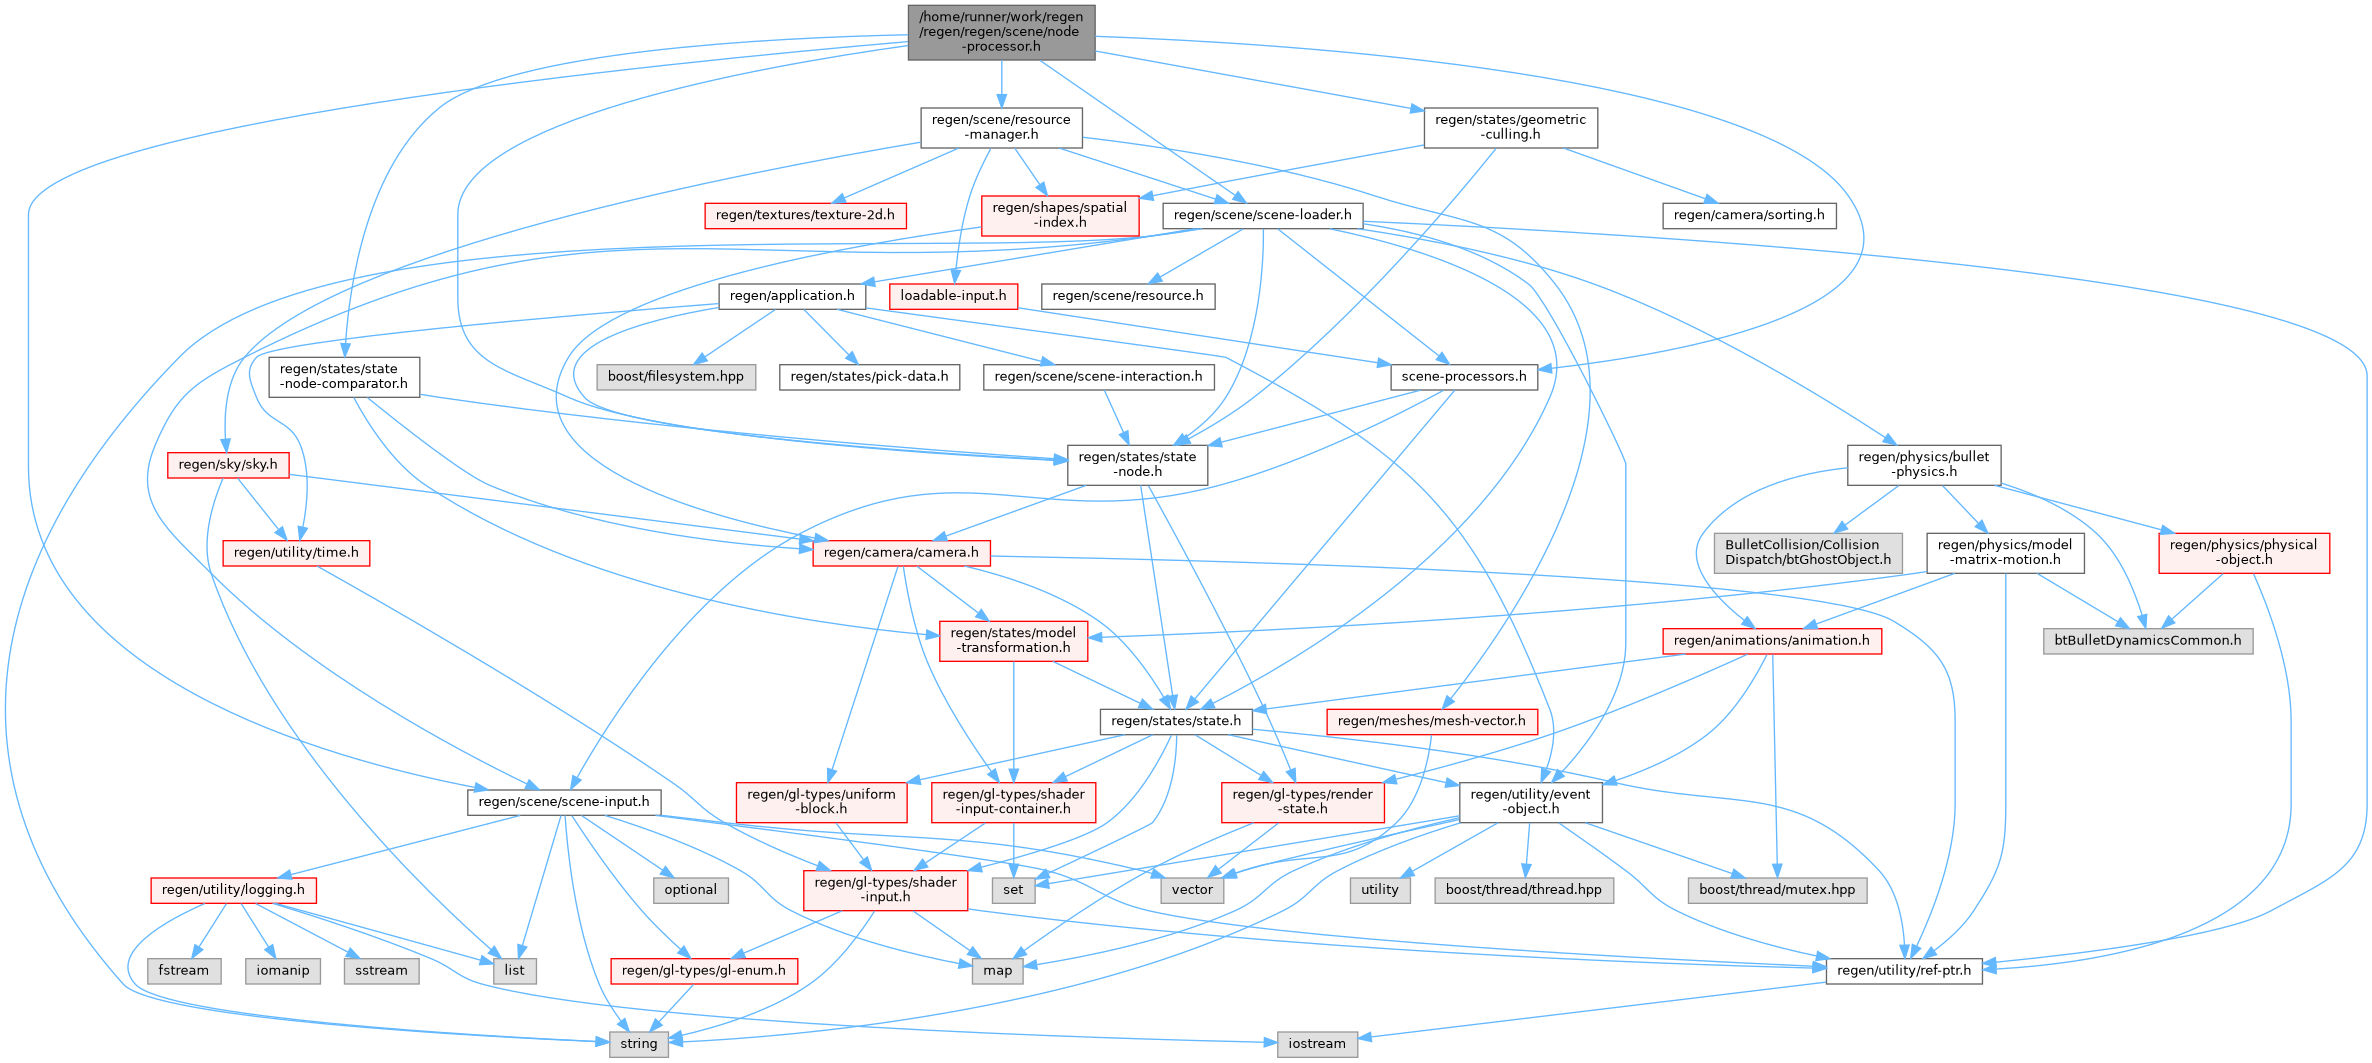 /home/runner/work/regen
/regen/regen/scene/node
-processor.h
regen/scene/resource
-manager.h
regen/states/geometric
-culling.h
regen/textures/texture-2d.h
regen/shapes/spatial
-index.h
regen/scene/scene-loader.h
regen/camera/sorting.h
regen/application.h
loadable-input.h
regen/scene/resource.h
regen/states/state
-node-comparator.h
boost/filesystem.hpp
regen/states/pick-data.h
regen/scene/scene-interaction.h
scene-processors.h
regen/sky/sky.h
regen/states/state
-node.h
regen/physics/bullet
-physics.h
regen/utility/time.h
regen/camera/camera.h
BulletCollision/Collision
Dispatch/btGhostObject.h
regen/physics/model
-matrix-motion.h
regen/physics/physical
-object.h
regen/states/model
-transformation.h
regen/animations/animation.h
btBulletDynamicsCommon.h
regen/states/state.h
regen/meshes/mesh-vector.h
regen/scene/scene-input.h
regen/gl-types/uniform
-block.h
regen/gl-types/shader
-input-container.h
regen/gl-types/render
-state.h
regen/utility/event
-object.h
regen/utility/logging.h
optional
regen/gl-types/shader
-input.h
set
vector
utility
boost/thread/thread.hpp
boost/thread/mutex.hpp
fstream
iomanip
sstream
list
regen/gl-types/gl-enum.h
map
regen/utility/ref-ptr.h
string
iostream